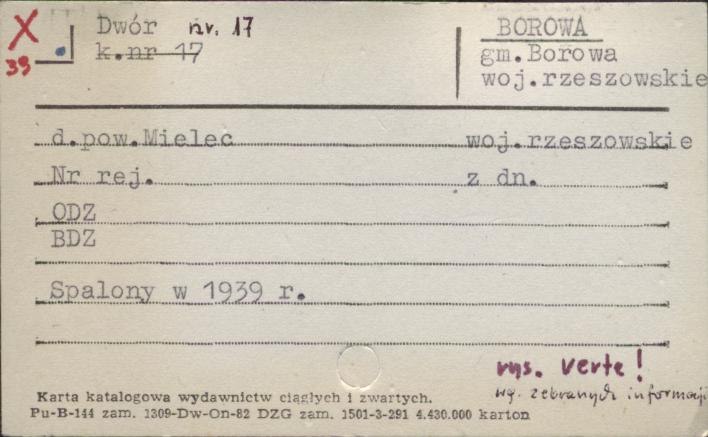 X
39
Dwór nr. 17
k.nr 17
BOROWA
gm.Borowa
woj.rzeszowskie
d.pow.Mielec woj.rzeszowskie
Nr rej. z dn.
ODZ
BDZ
Spalony w 1939 r.
rys. verte!
wg. zebranych informacji
Karta katalogowa wydawnictw ciągłych i zwartych.
Pu-B-144 zam. 1309-Dw-On-82 DZG zam. 1501-3-291 4.430.000 karton